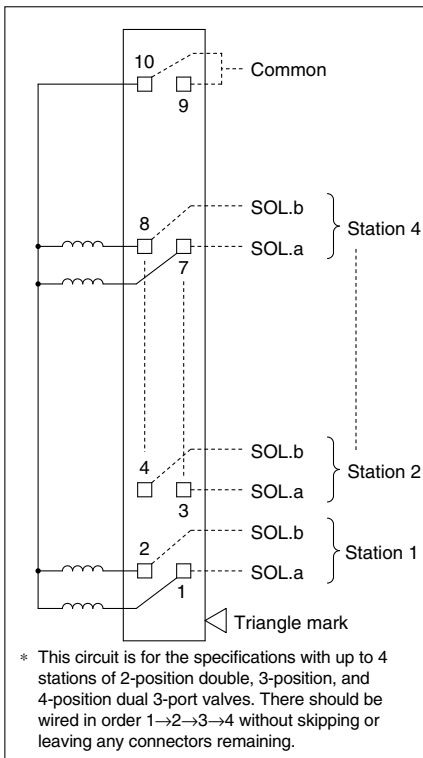 10
Common
9
8
SOL.b
Station 4
SOL.a
7
4
SOL.b
Station 2
SOL.a
3
2
SOL.b
Station 1
SOL.a
1
Triangle mark
* This circuit is for the specifications with up to 4
stations of 2-position double, 3-position, and
4-position dual 3-port valves. There should be
wired in order 1→2→3→4 without skipping or
leaving any connectors remaining.